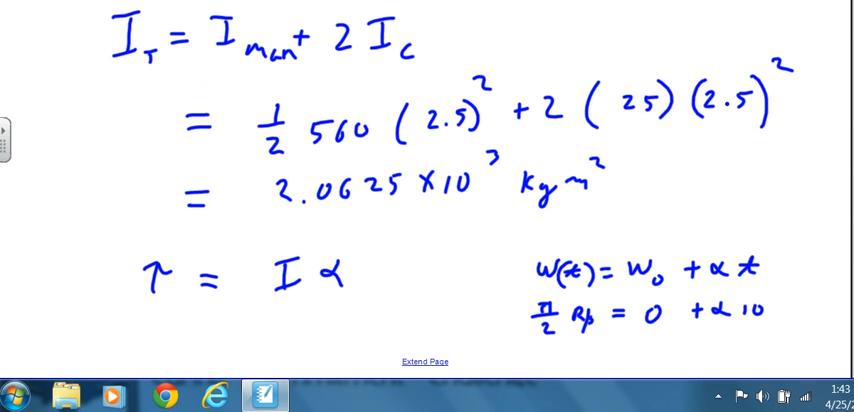 I_T = I_man + 2 I_c
= 1/2 560 (2.5)^2 + 2 (25) (2.5)^2
= 2.0625 × 10^3 kg m^2
τ = I α
ω(t) = ω_0 + α t
π/2 R/s = 0 + α 10
Extend Page
1:43
4/25/2